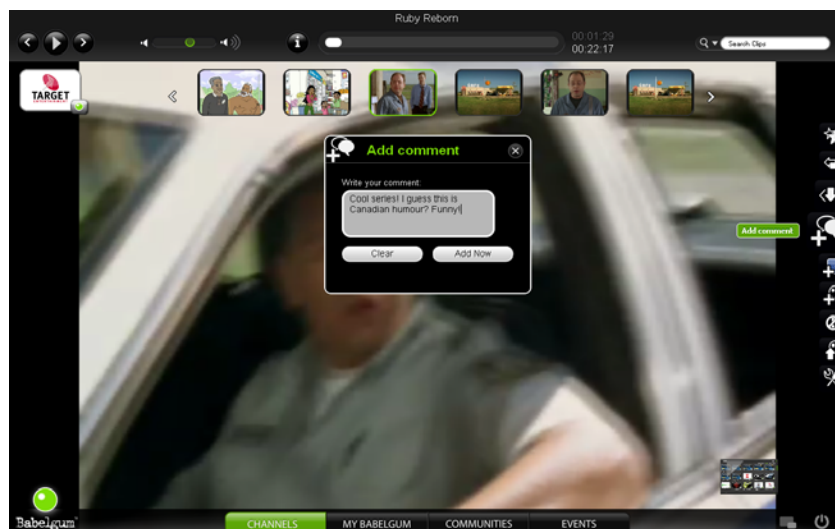 Ruby Reborn
00:01:29
00:22:17
Search Clips
TARGET
Add comment
Write your comment:
Cool series! I guess this is
Canadian humour? Funny!
Clear
Add Now
Add comment
Babelgum
CHANNELS
MY BABELGUM
COMMUNITIES
EVENTS